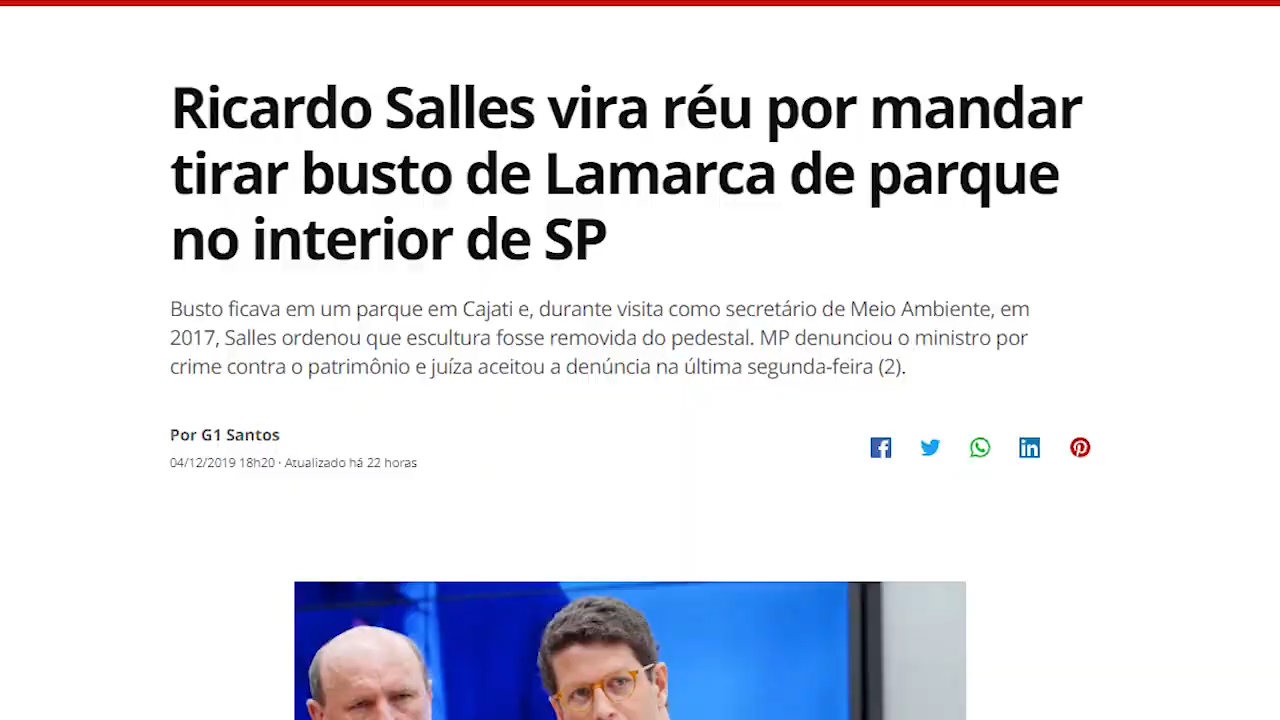 Ricardo Salles vira réu por mandar
tirar busto de Lamarca de parque
no interior de SP
Busto ficava em um parque em Cajati e, durante visita como secretário de Meio Ambiente, em
2017, Salles ordenou que escultura fosse removida do pedestal. MP denunciou o ministro por
crime contra o patrimônio e juíza aceitou a denúncia na última segunda-feira (2).
Por G1 Santos
04/12/2019 18h20 · Atualizado há 22 horas